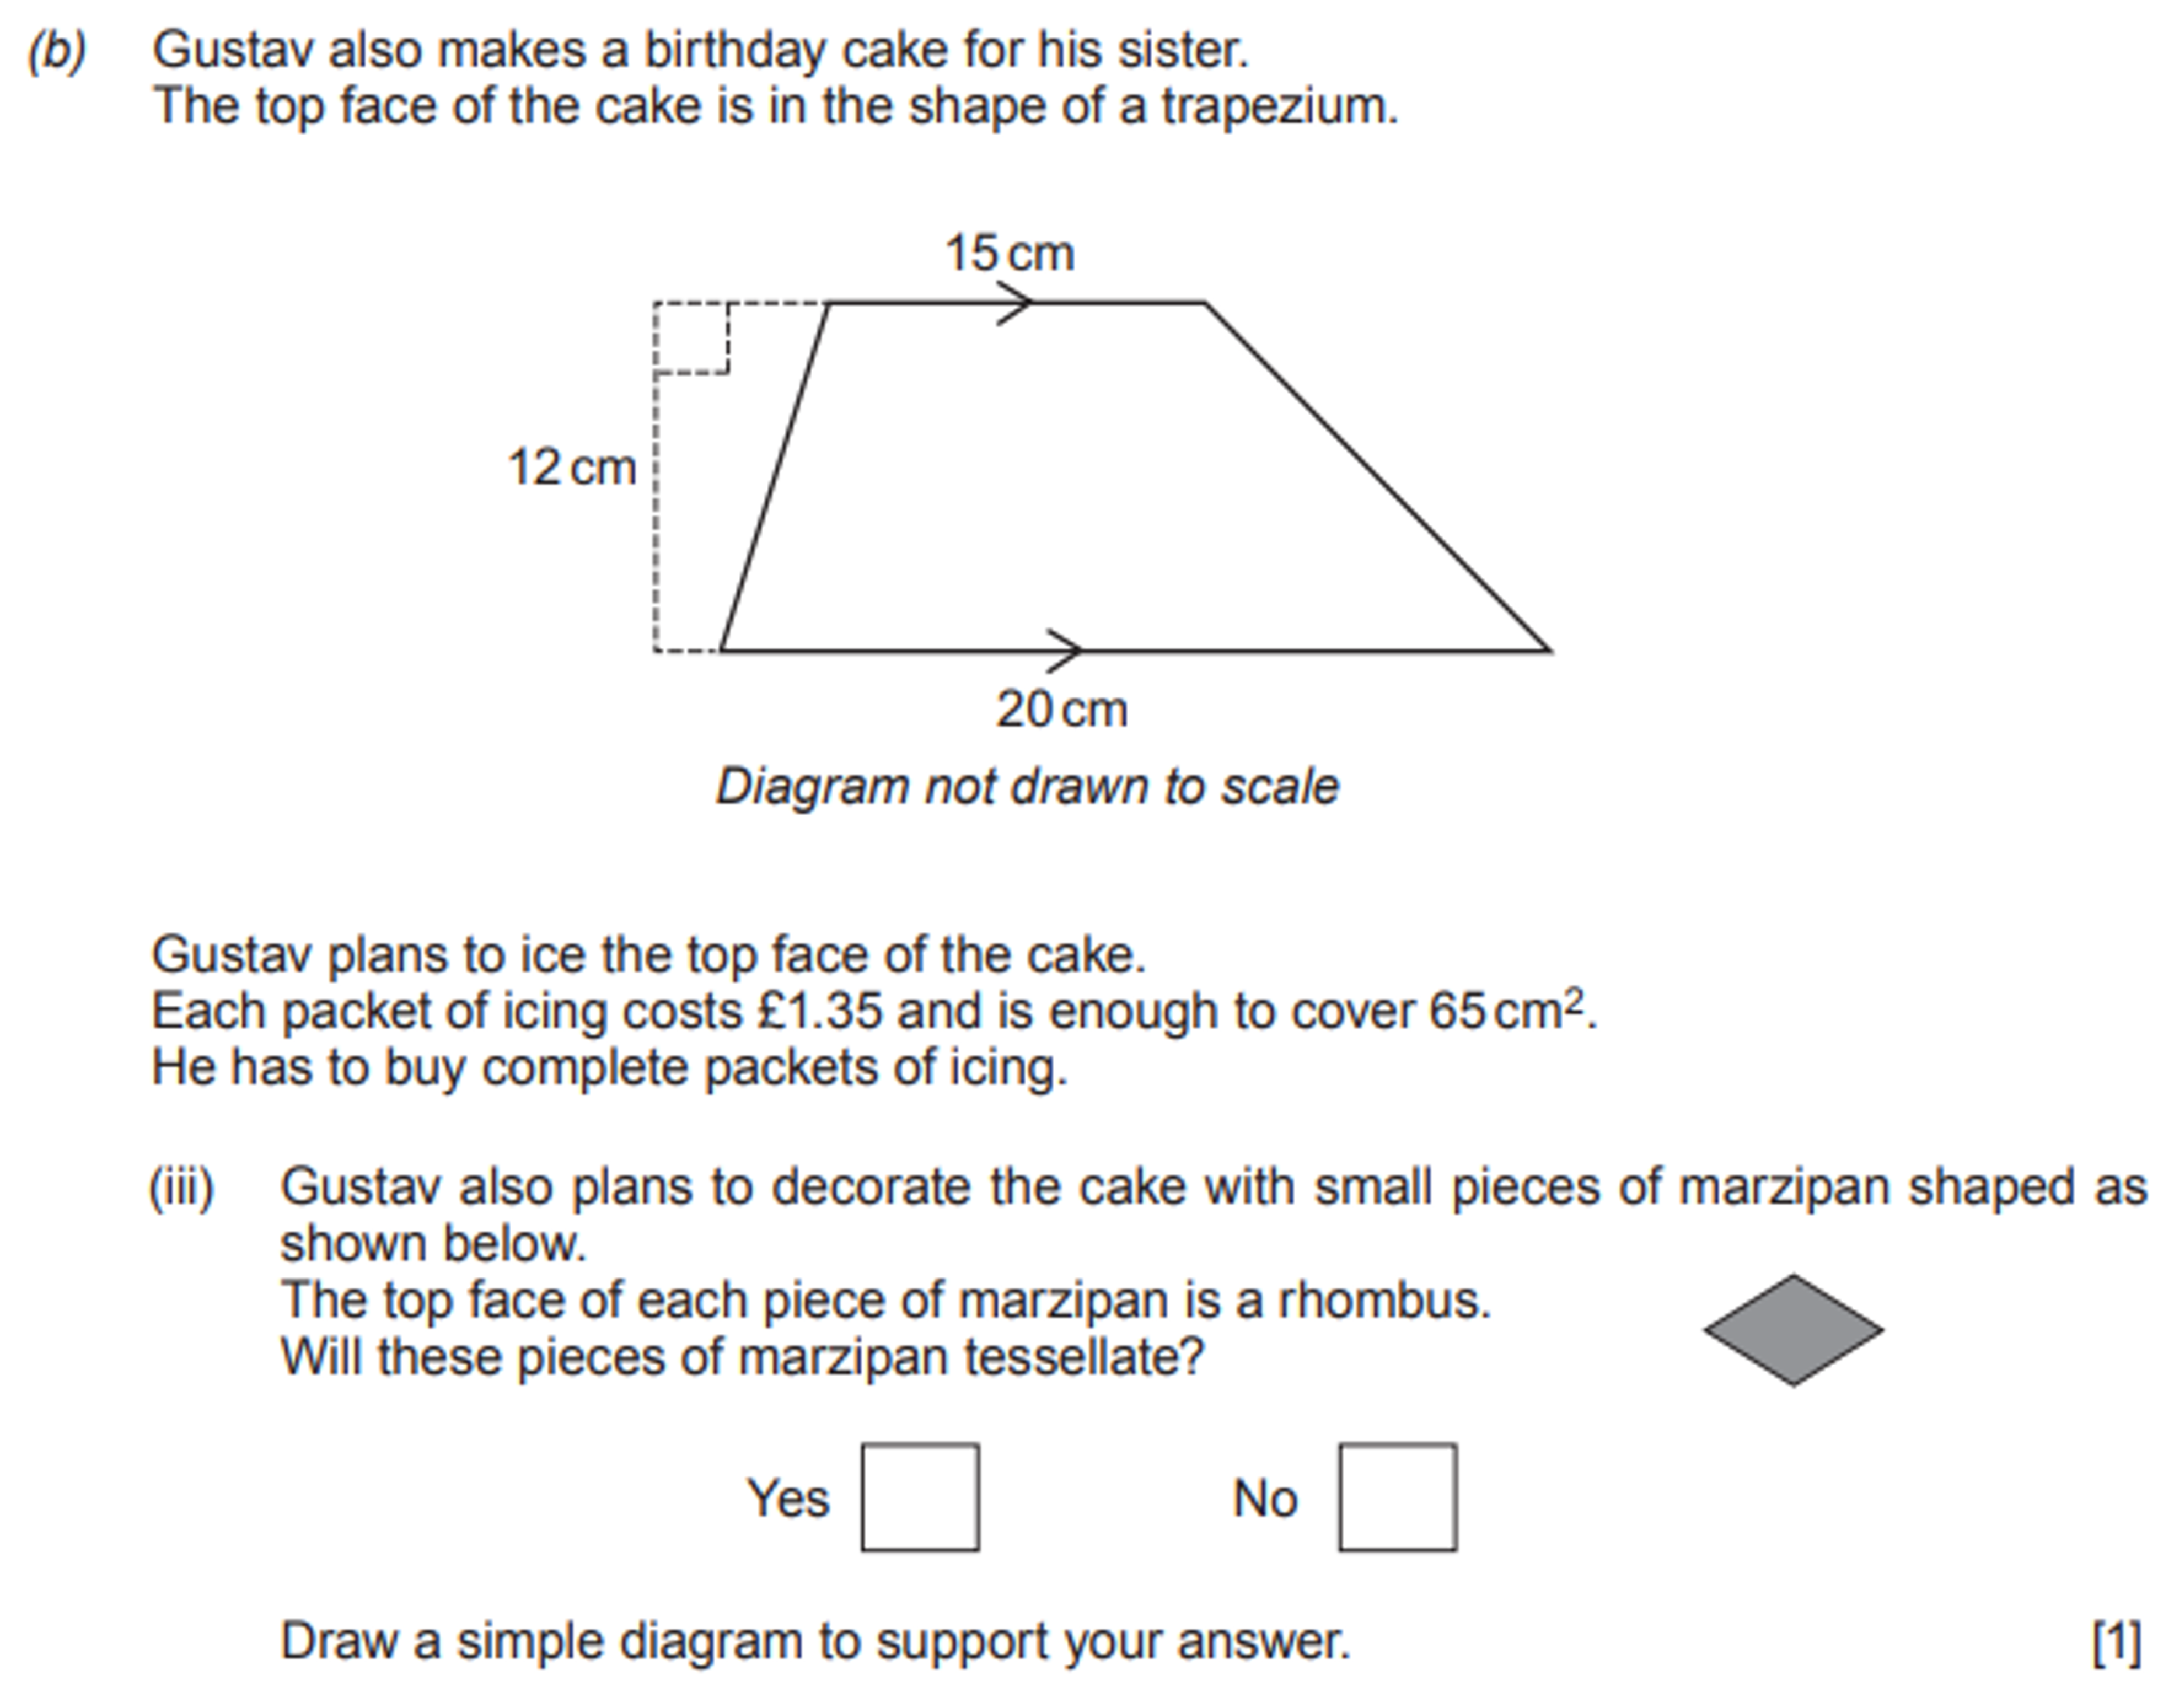 (b) Gustav also makes a birthday cake for his sister.
The top face of the cake is in the shape of a trapezium.
15 cm
12 cm
20 cm
Diagram not drawn to scale
Gustav plans to ice the top face of the cake.
Each packet of icing costs £1.35 and is enough to cover 65 cm².
He has to buy complete packets of icing.
(iii) Gustav also plans to decorate the cake with small pieces of marzipan shaped as
shown below.
The top face of each piece of marzipan is a rhombus.
Will these pieces of marzipan tessellate?
Yes No
Draw a simple diagram to support your answer. [1]